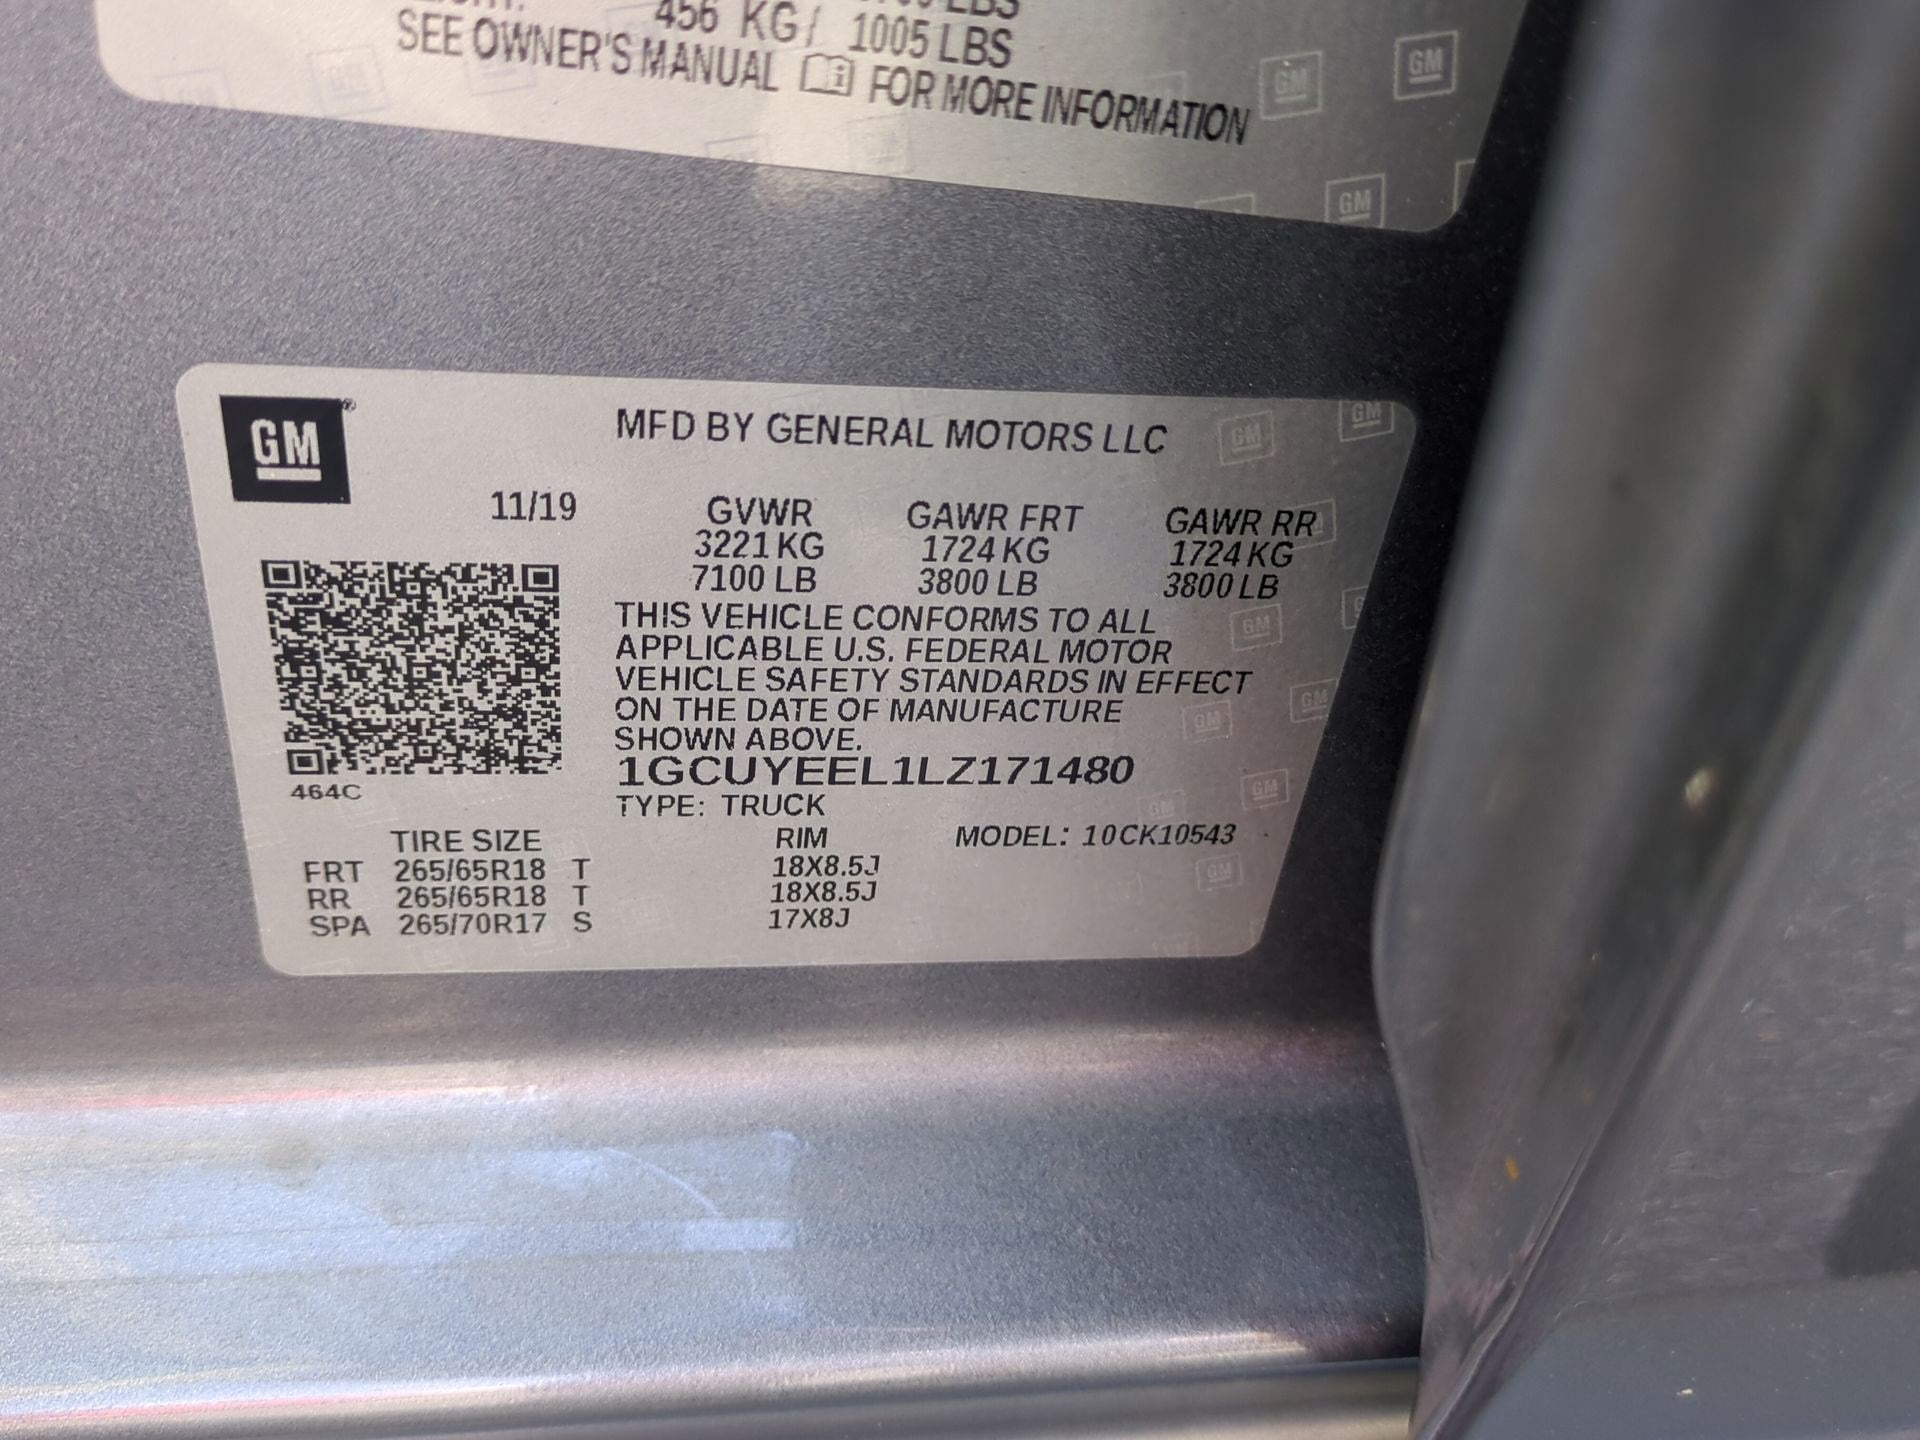 456 KG / 1005 LBS
SEE OWNER'S MANUAL FOR MORE INFORMATION
GM
MFD BY GENERAL MOTORS LLC
11/19 GVWR GAWR FRT GAWR RR
3221 KG 1724 KG 1724 KG
7100 LB 3800 LB 3800 LB
THIS VEHICLE CONFORMS TO ALL
APPLICABLE U.S. FEDERAL MOTOR
VEHICLE SAFETY STANDARDS IN EFFECT
ON THE DATE OF MANUFACTURE
SHOWN ABOVE.
1GCUYEEL1LZ171480
464C
TYPE: TRUCK
TIRE SIZE RIM MODEL: 10CK10543
FRT 265/65R18 T 18X8.5J
RR 265/65R18 T 18X8.5J
SPA 265/70R17 S 17X8J